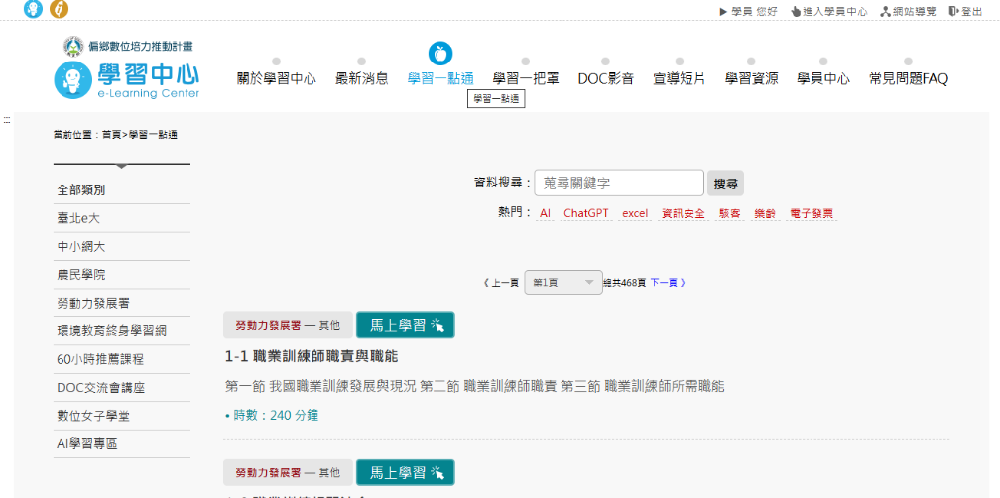 ▶ 學員 您好 進入學員中心 網站導覽 登出
偏鄉數位培力推動計畫
學習中心
e-Learning Center
關於學習中心 最新消息 學習一點通 學習一把罩 DOC影音 宣導短片 學習資源 學員中心 常見問題FAQ
學習一點通
:::
當前位置：首頁>學習一點通
全部類別
臺北e大
中小網大
農民學院
勞動力發展署
環境教育終身學習網
60小時推薦課程
DOC交流會講座
數位女子學堂
AI學習專區
資料搜尋： 蒐尋關鍵字 搜尋
熱門： AI ChatGPT excel 資訊安全 駭客 樂齡 電子發票
《 上一頁 第1頁 總共468頁 下一頁 》
勞動力發展署 — 其他 馬上學習
1-1 職業訓練師職責與職能
第一節 我國職業訓練發展與現況 第二節 職業訓練師職責 第三節 職業訓練師所需職能
• 時數：240 分鐘
勞動力發展署 — 其他 馬上學習